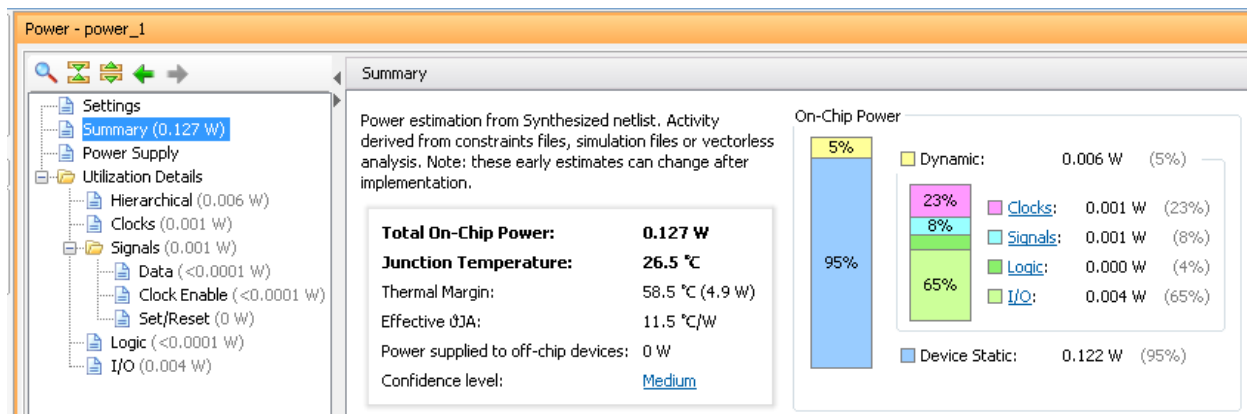 Power - power_1
Settings
Summary (0.127 W)
Power Supply
Utilization Details
Hierarchical (0.006 W)
Clocks (0.001 W)
Signals (0.001 W)
Data (<0.0001 W)
Clock Enable (<0.0001 W)
Set/Reset (0 W)
Logic (<0.0001 W)
I/O (0.004 W)
Summary
Power estimation from Synthesized netlist. Activity
derived from constraints files, simulation files or vectorless
analysis. Note: these early estimates can change after
implementation.
Total On-Chip Power: 0.127 W
Junction Temperature: 26.5 °C
Thermal Margin: 58.5 °C (4.9 W)
Effective ϑJA: 11.5 °C/W
Power supplied to off-chip devices: 0 W
Confidence level: Medium
On-Chip Power
5%
95%
Dynamic: 0.006 W (5%)
23%
8%
65%
Clocks: 0.001 W (23%)
Signals: 0.001 W (8%)
Logic: 0.000 W (4%)
I/O: 0.004 W (65%)
Device Static: 0.122 W (95%)